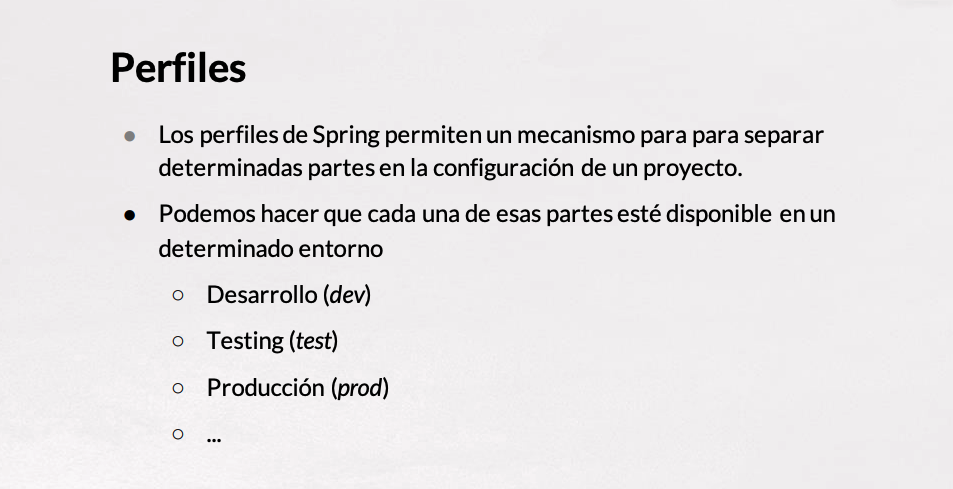 Perfiles
● Los perfiles de Spring permiten un mecanismo para para separar
determinadas partes en la configuración de un proyecto.
● Podemos hacer que cada una de esas partes esté disponible en un
determinado entorno
○ Desarrollo (dev)
○ Testing (test)
○ Producción (prod)
○ ...